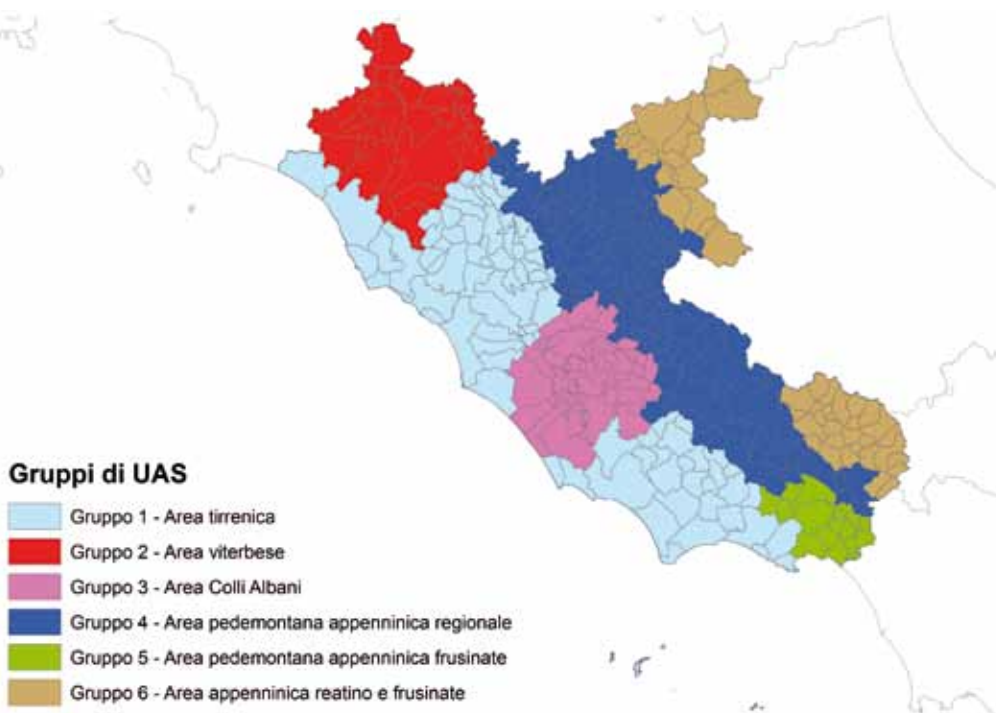 Gruppi di UAS
Gruppo 1 - Area tirrenica
Gruppo 2 - Area viterbese
Gruppo 3 - Area Colli Albani
Gruppo 4 - Area pedemontana appenninica regionale
Gruppo 5 - Area pedemontana appenninica frusinate
Gruppo 6 - Area appenninica reatino e frusinate